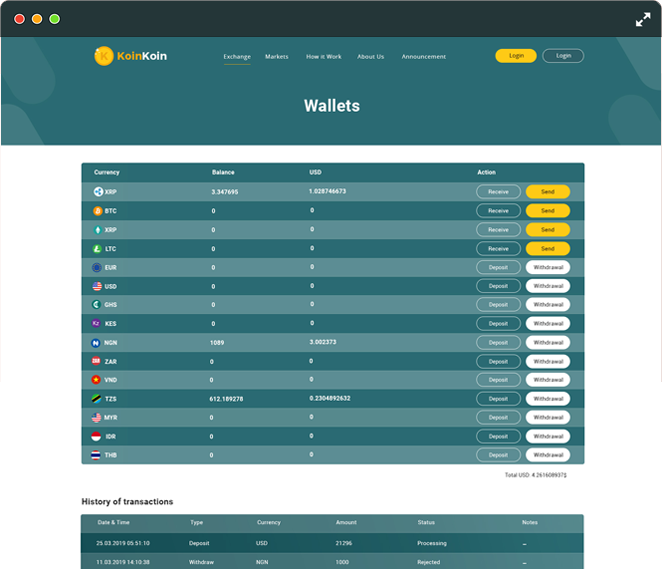 KoinKoin Exchange Markets How it Work About Us Announcement Login Login
Wallets
Currency Balance USD Action
XRP 3.347695 1.028746673 Receive Send
BTC 0 0 Receive Send
XRP 0 0 Receive Send
LTC 0 0 Receive Send
EUR 0 0 Deposit Withdrawal
USD 0 0 Deposit Withdrawal
GHS 0 0 Deposit Withdrawal
KES 0 0 Deposit Withdrawal
NGN 1089 3.002373 Deposit Withdrawal
ZAR 0 0 Deposit Withdrawal
VND 0 0 Deposit Withdrawal
TZS 612.189278 0.2304892632 Deposit Withdrawal
MYR 0 0 Deposit Withdrawal
IDR 0 0 Deposit Withdrawal
THB 0 0 Deposit Withdrawal
Total USD 4.261608937$
History of transactions
Date & Time Type Currency Amount Status Notes
25.03.2019 05:51:10 Deposit USD 21296 Processing –
11.03.2019 14:10:38 Withdraw NGN 1000 Rejected –